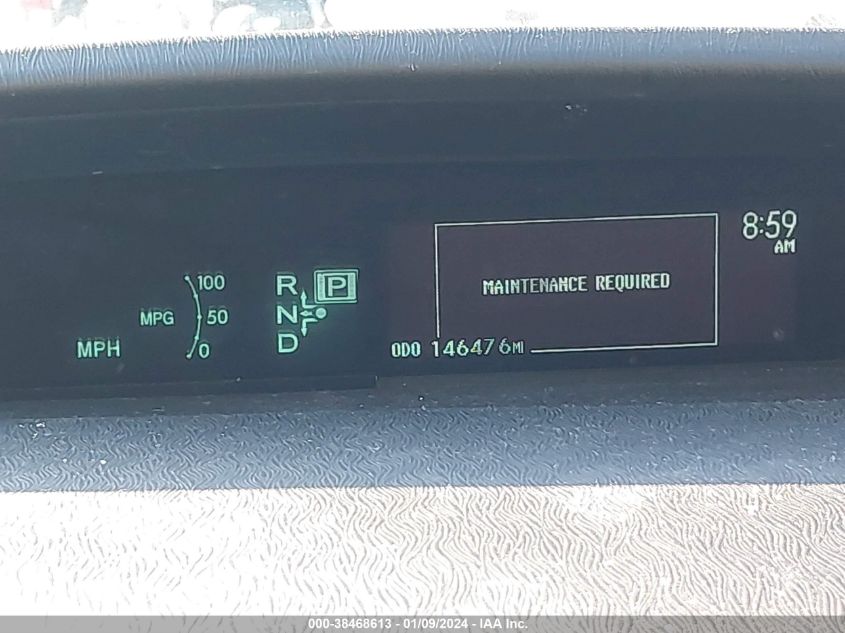 8:59
AM
MAINTENANCE REQUIRED
100
MPG 50
0
MPH
R P
N
D
ODO 146476MI
000-38468613 - 01/09/2024 - IAA Inc.